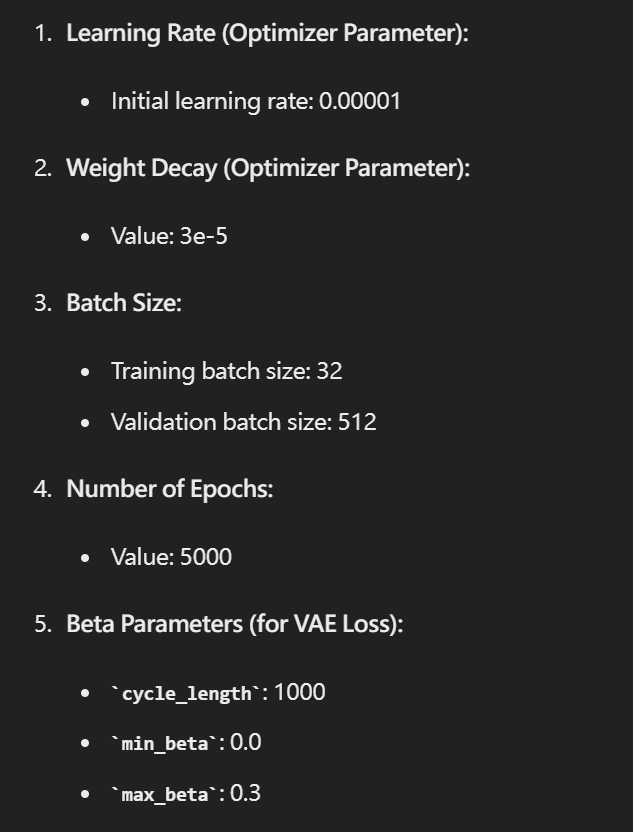 1. Learning Rate (Optimizer Parameter):
• Initial learning rate: 0.00001
2. Weight Decay (Optimizer Parameter):
• Value: 3e-5
3. Batch Size:
• Training batch size: 32
• Validation batch size: 512
4. Number of Epochs:
• Value: 5000
5. Beta Parameters (for VAE Loss):
• `cycle_length`: 1000
• `min_beta`: 0.0
• `max_beta`: 0.3